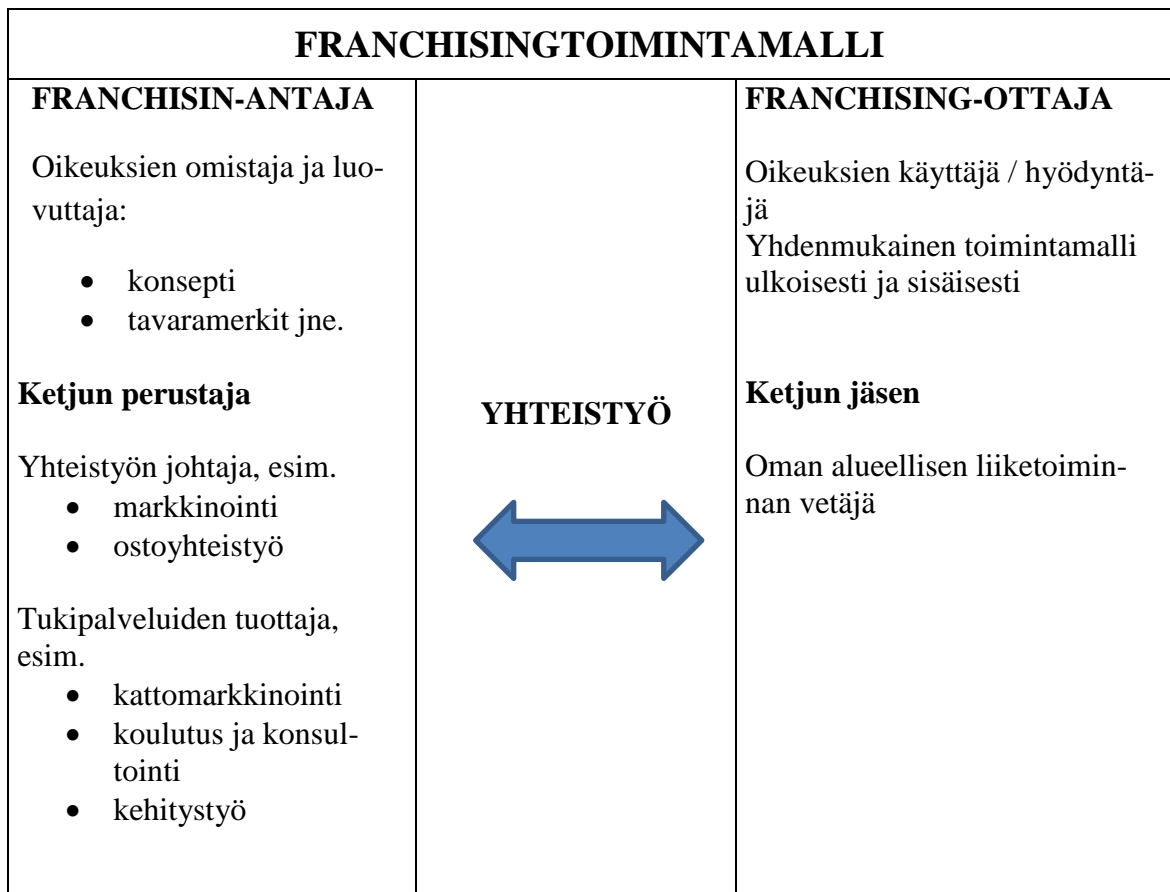 FRANCHISINGTOIMINTAMALLI
FRANCHISIN-ANTAJA
Oikeuksien omistaja ja luo-
vuttaja:
• konsepti
• tavaramerkit jne.
Ketjun perustaja
Yhteistyön johtaja, esim.
• markkinointi
• ostoyhteistyö
Tukipalveluiden tuottaja,
esim.
• kattomarkkinointi
• koulutus ja konsul-
tointi
• kehitystyö
YHTEISTYÖ
FRANCHISING-OTTAJA
Oikeuksien käyttäjä / hyödyntä-
jä
Yhdenmukainen toimintamalli
ulkoisesti ja sisäisesti
Ketjun jäsen
Oman alueellisen liiketoimin-
nan vetäjä